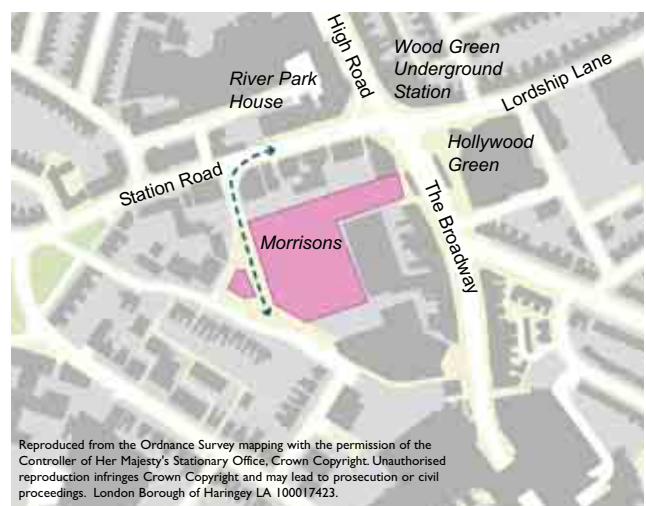 High Road
Wood Green
Underground
Station
River Park
House
Lordship Lane
Hollywood
Green
Station Road
The Broadway
Morrisons
Reproduced from the Ordnance Survey mapping with the permission of the
Controller of Her Majesty's Stationary Office, Crown Copyright. Unauthorised
reproduction infringes Crown Copyright and may lead to prosecution or civil
proceedings. London Borough of Haringey LA 100017423.